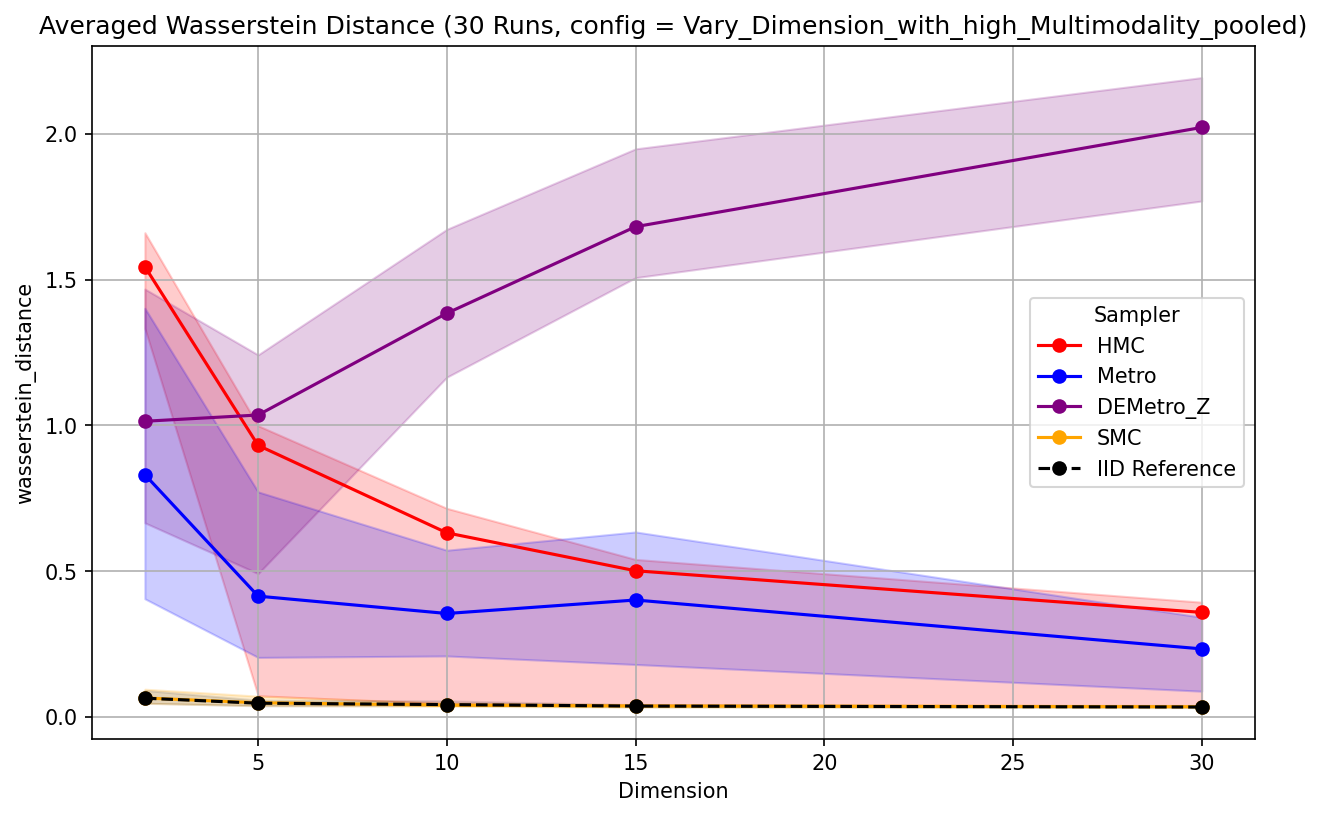 Averaged Wasserstein Distance (30 Runs, config = Vary_Dimension_with_high_Multimodality_pooled)
wasserstein_distance
2.0
1.5
1.0
0.5
0.0
Sampler
HMC
Metro
DEMetro_Z
SMC
IID Reference
5
10
15
20
25
30
Dimension